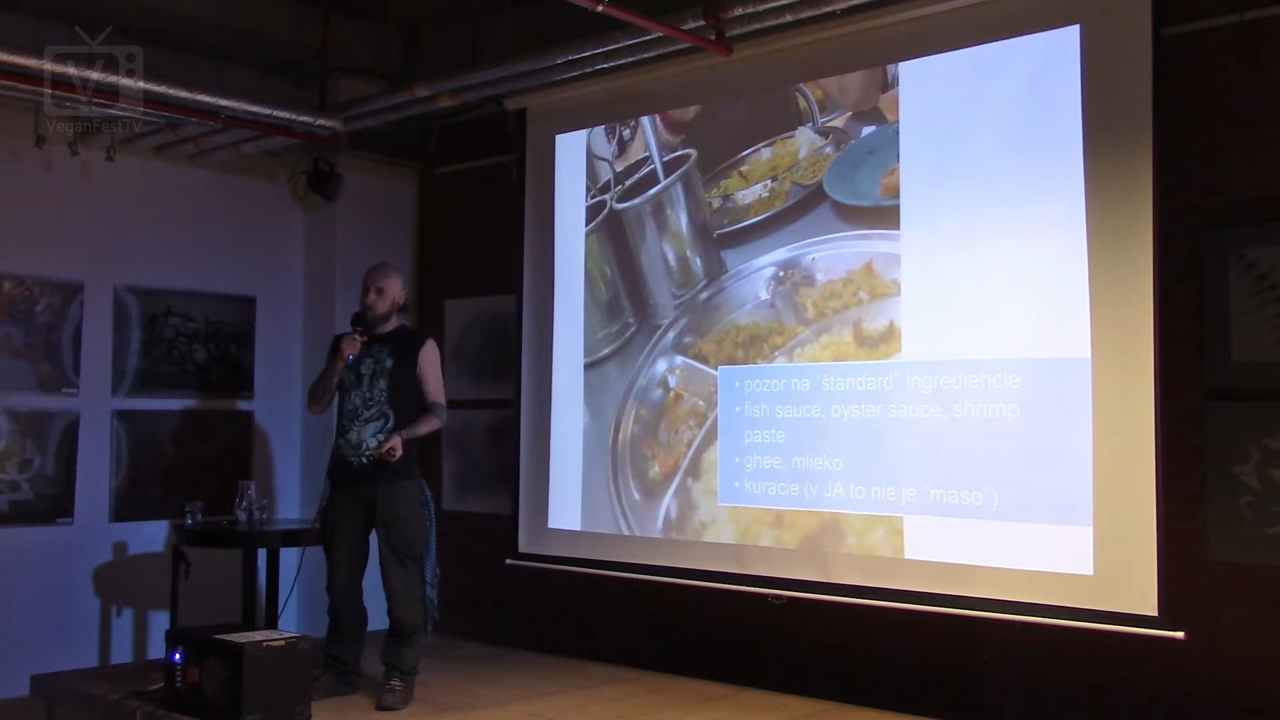 VeganFestTV
• pozor na "štandard" ingrediencie
• fish sauce, oyster sauce, shrimp
paste
• ghee, mlieko
• kuracie (v JA to nie je "mäso")